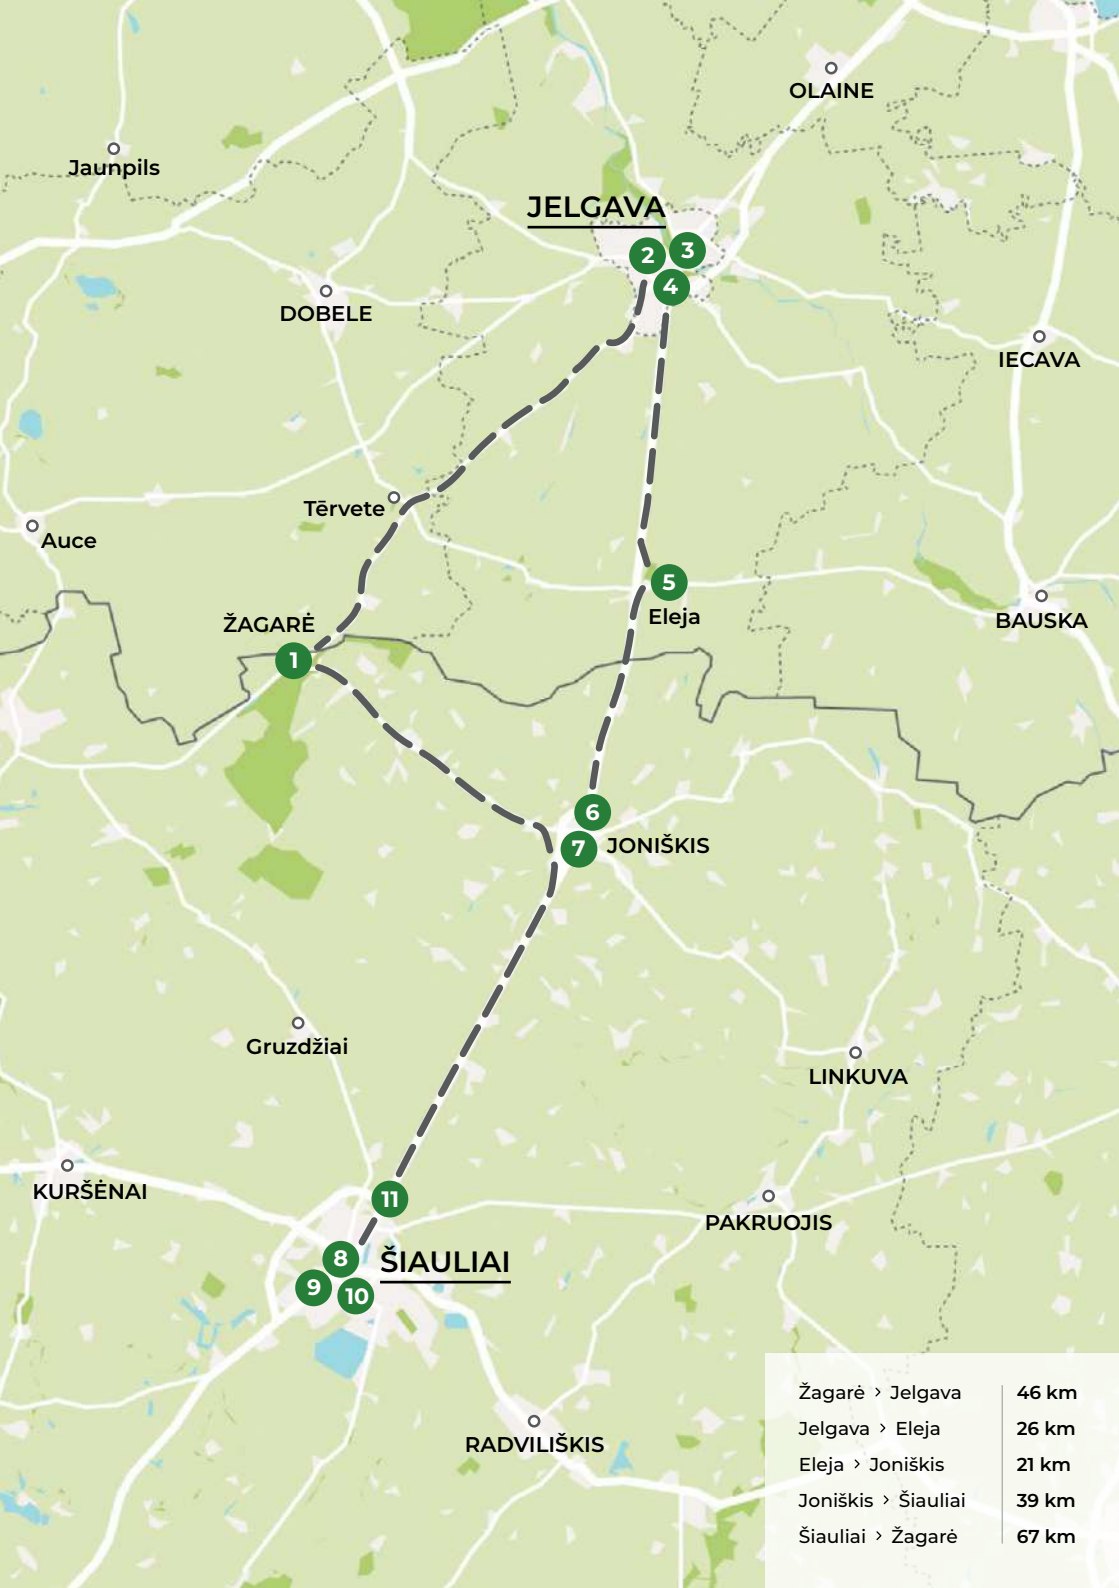 OLAINE
Jaunpils
JELGAVA
2
3
4
DOBELE
IECAVA
Tērvete
Auce
5
Eleja
BAUSKA
ŽAGARĖ
1
6
7
JONIŠKIS
Gruzdžiai
LINKUVA
KURŠĖNAI
11
PAKRUOJIS
8
ŠIAULIAI
9
10
RADVILIŠKIS
Žagarė › Jelgava 46 km
Jelgava › Eleja 26 km
Eleja › Joniškis 21 km
Joniškis › Šiauliai 39 km
Šiauliai › Žagarė 67 km